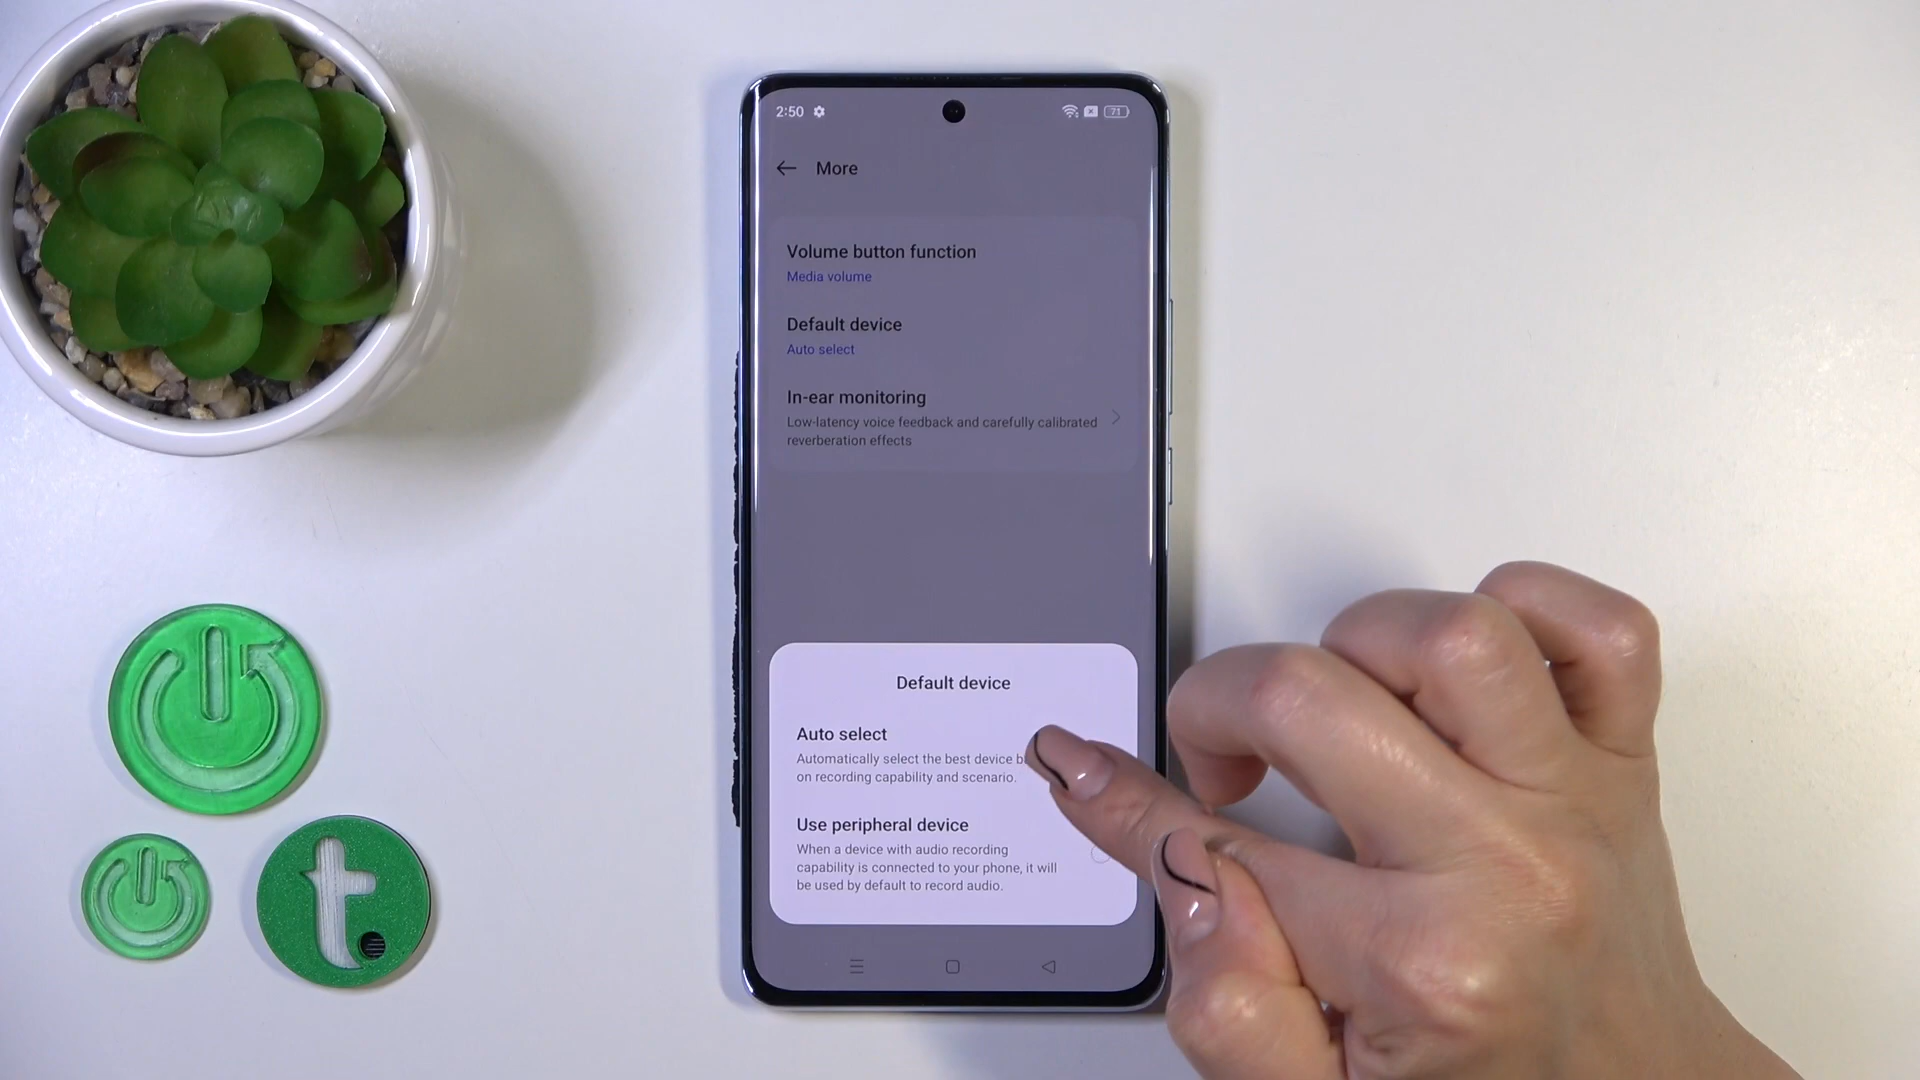 2:50
71
More
Volume button function
Media volume
Default device
Auto select
In-ear monitoring
Low-latency voice feedback and carefully calibrated
reverberation effects
Default device
Auto select
Automatically select the best device
on recording capability and scenario.
Use peripheral device
When a device with audio recording
capability is connected to your phone, it will
be used by default to record audio.
t.